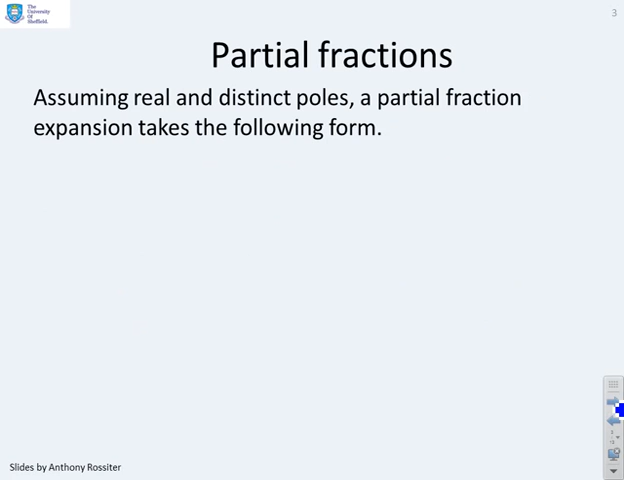 The
University
Of
Sheffield.
3
Partial fractions
Assuming real and distinct poles, a partial fraction
expansion takes the following form.
Slides by Anthony Rossiter